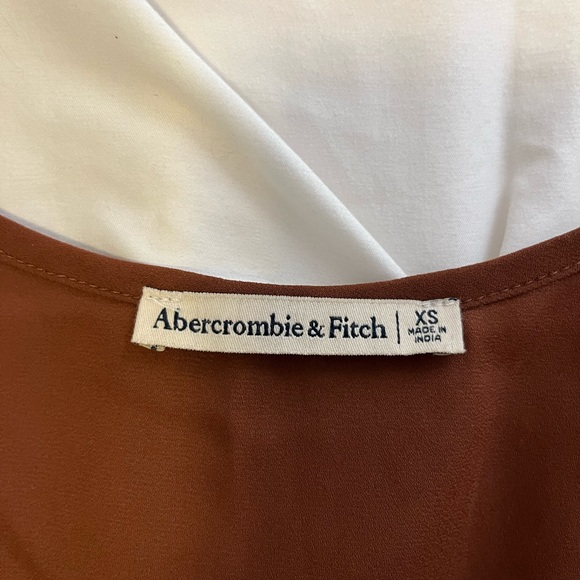 Abercrombie & Fitch
XS
MADE IN
INDIA